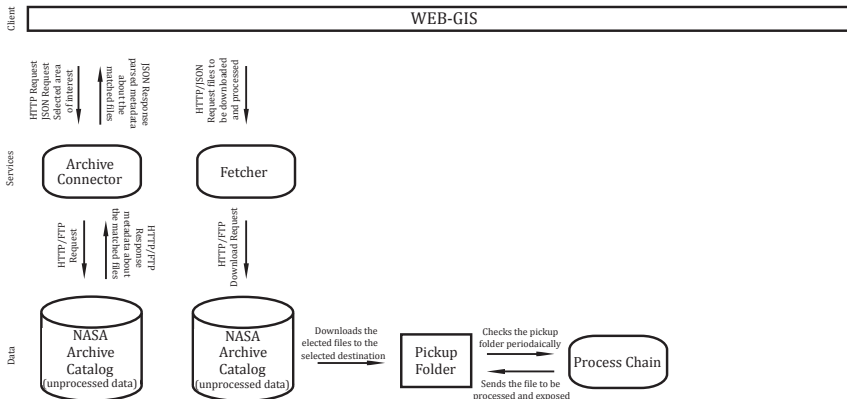 Client
WEB-GIS
HTTP Request
JSON Request
Selected area
of interest
JSON Response
parsed metadata
about the
matched files
HTTP/JSON
Request files to
be downloaded
and processed
Services
Archive
Connector
Fetcher
HTTP/FTP
Request
HTTP/FTP
Response
metadata about
the matched files
HTTP/FTP
Download Request
Data
NASA
Archive
Catalog
(unprocessed data)
NASA
Archive
Catalog
(unprocessed data)
Downloads the
elected files to the
selected destination
Pickup
Folder
Checks the pickup
folder periodaically
Sends the file to be
processed and exposed
Process Chain